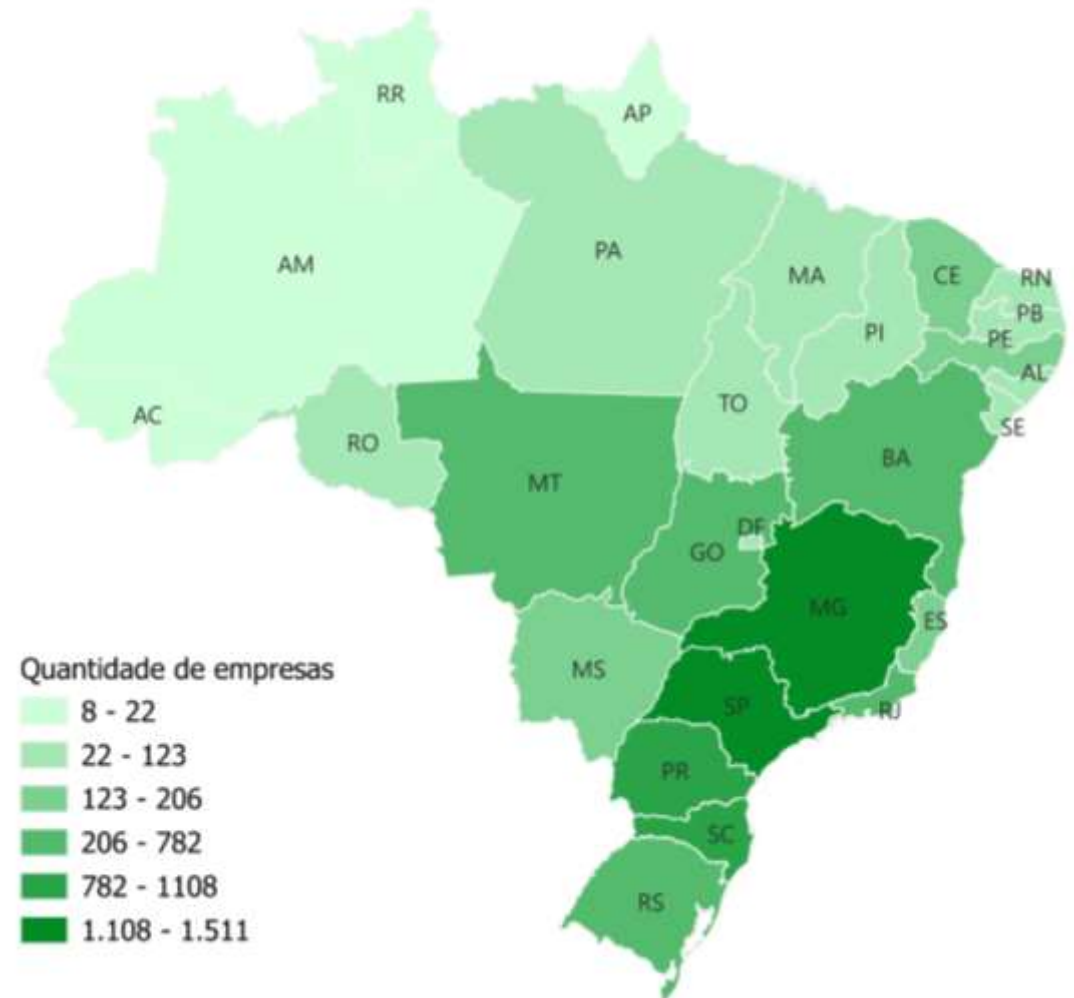 RR
AP
AM
PA
MA
CE
RN
PB
PI
PE
AL
TO
SE
AC
RO
BA
MT
DF
GO
MG
ES
MS
SP
RJ
PR
SC
RS
Quantidade de empresas
8 - 22
22 - 123
123 - 206
206 - 782
782 - 1108
1.108 - 1.511